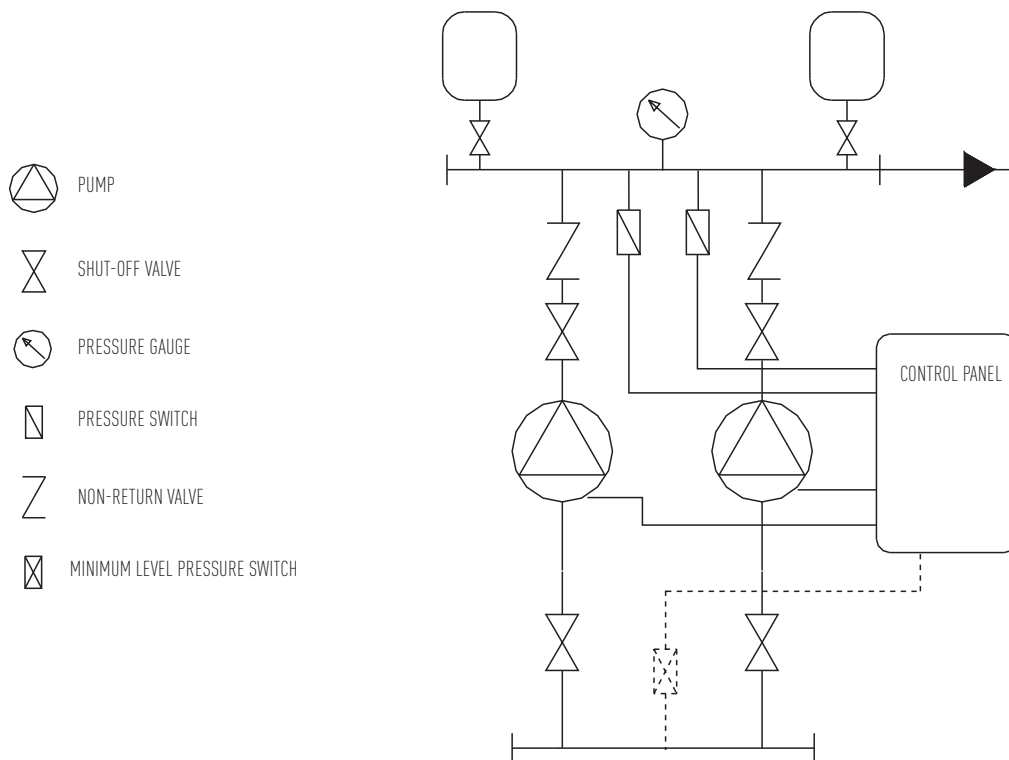 PUMP
SHUT-OFF VALVE
PRESSURE GAUGE
CONTROL PANEL
PRESSURE SWITCH
NON-RETURN VALVE
MINIMUM LEVEL PRESSURE SWITCH